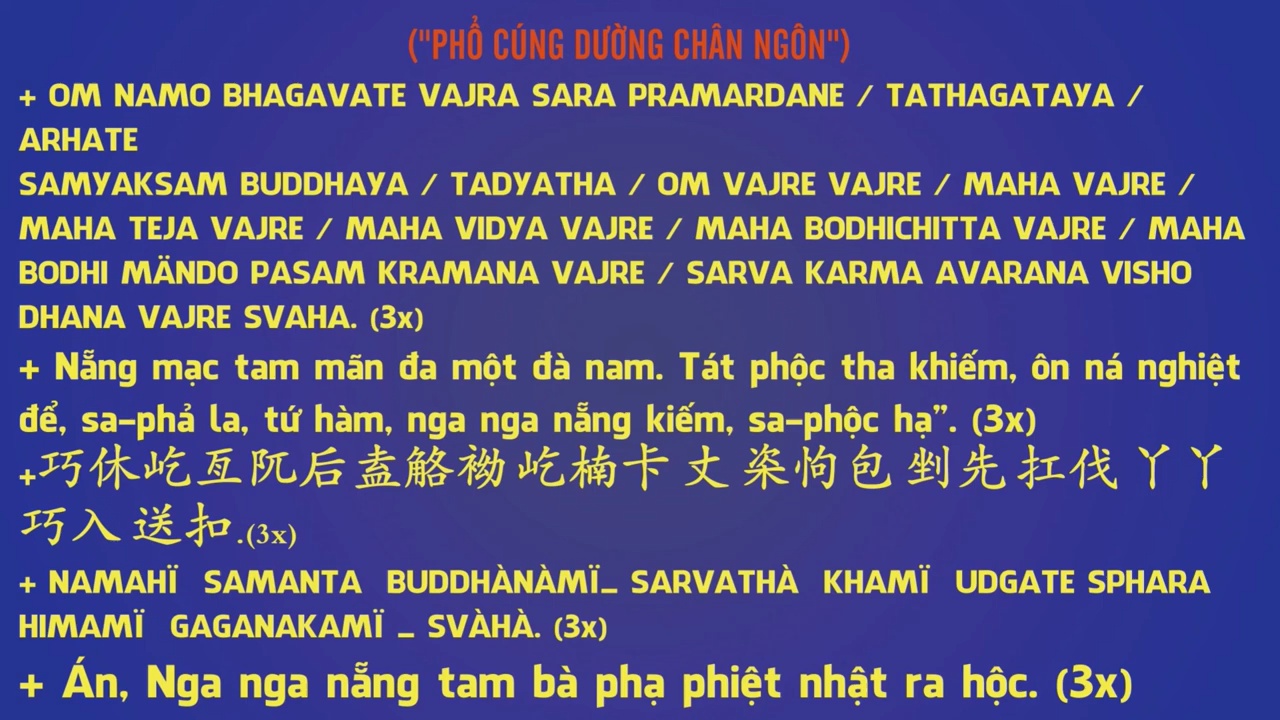 ("PHỔ CÚNG DƯỜNG CHÂN NGÔN")
+ OM NAMO BHAGAVATE VAJRA SARA PRAMARDANE / TATHAGATAYA /
ARHATE
SAMYAKSAM BUDDHAYA / TADYATHA / OM VAJRE VAJRE / MAHA VAJRE /
MAHA TEJA VAJRE / MAHA VIDYA VAJRE / MAHA BODHICHITTA VAJRE / MAHA
BODHI MÄNDO PASAM KRAMANA VAJRE / SARVA KARMA AVARANA VISHO
DHANA VAJRE SVAHA. (3x)
+ Nẵng mạc tam mãn đa một đà nam. Tát phộc tha khiếm, ôn ná nghiệt
để, sa-phả la, tứ hàm, nga nga nẵng kiếm, sa-phộc hạ”. (3x)
+巧休屹亙阢后盍觡袎屹楠卡丈 桼怐包 剉先扛伐丫丫
巧入送扣.(3x)
+ NAMAHÏ SAMANTA BUDDHÀNÀMÏ_ SARVATHÀ KHAMÏ UDGATE SPHARA
HIMAMÏ GAGANAKAMÏ _ SVÀHÀ. (3x)
+ Án, Nga nga nẵng tam bà phạ phiệt nhật ra hộc. (3x)